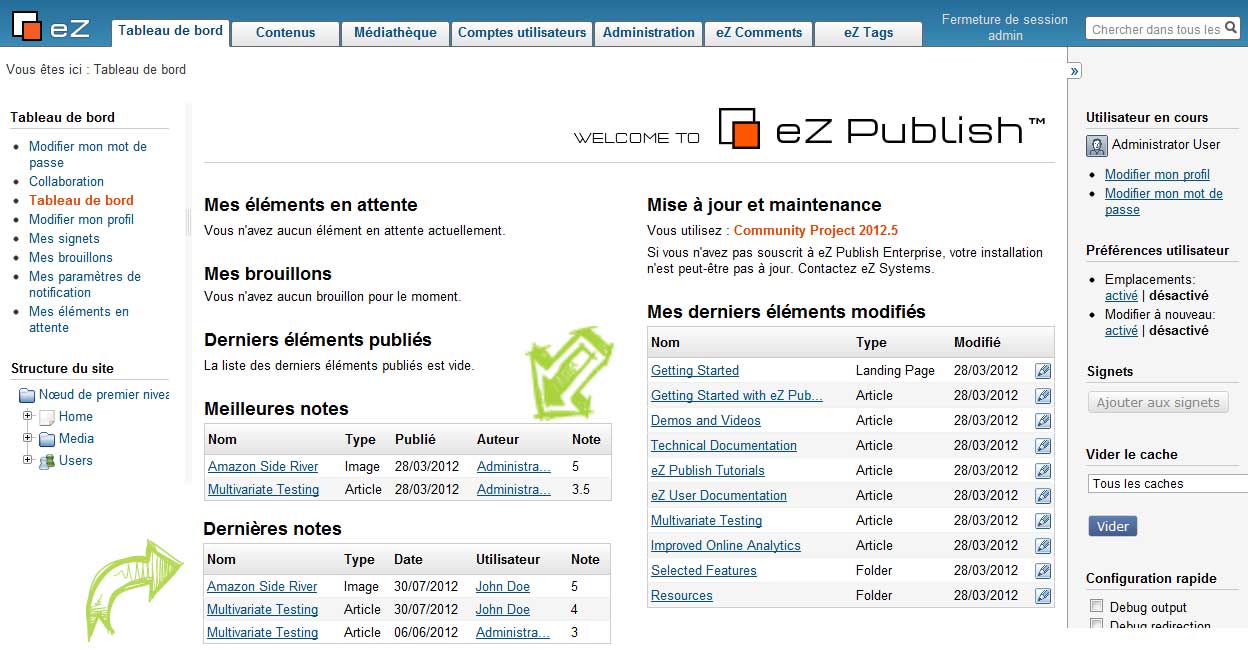 eZ
Tableau de bord
Contenus
Médiathèque
Comptes utilisateurs
Administration
eZ Comments
eZ Tags
Fermeture de session
admin
Chercher dans tous les
Vous êtes ici : Tableau de bord
»
Tableau de bord
Modifier mon mot de
passe
Collaboration
Tableau de bord
Modifier mon profil
Mes signets
Mes brouillons
Mes paramètres de
notification
Mes éléments en
attente
Structure du site
Nœud de premier nivea
Home
Media
Users
WELCOME TO eZ Publish™
Mes éléments en attente
Vous n'avez aucun élément en attente actuellement.
Mes brouillons
Vous n'avez aucun brouillon pour le moment.
Derniers éléments publiés
La liste des derniers éléments publiés est vide.
Meilleures notes
Nom Type Publié Auteur Note
Amazon Side River Image 28/03/2012 Administra... 5
Multivariate Testing Article 28/03/2012 Administra... 3.5
Dernières notes
Nom Type Date Utilisateur Note
Amazon Side River Image 30/07/2012 John Doe 5
Multivariate Testing Article 30/07/2012 John Doe 4
Multivariate Testing Article 06/06/2012 Administra... 3
Mise à jour et maintenance
Vous utilisez : Community Project 2012.5
Si vous n'avez pas souscrit à eZ Publish Enterprise, votre installation
n'est peut-être pas à jour. Contactez eZ Systems.
Mes derniers éléments modifiés
Nom Type Modifié
Getting Started Landing Page 28/03/2012
Getting Started with eZ Pub... Article 28/03/2012
Demos and Videos Article 28/03/2012
Technical Documentation Article 28/03/2012
eZ Publish Tutorials Article 28/03/2012
eZ User Documentation Article 28/03/2012
Multivariate Testing Article 28/03/2012
Improved Online Analytics Article 28/03/2012
Selected Features Folder 28/03/2012
Resources Folder 28/03/2012
Utilisateur en cours
Administrator User
Modifier mon profil
Modifier mon mot de
passe
Préférences utilisateur
Emplacements:
activé | désactivé
Modifier à nouveau:
activé | désactivé
Signets
Ajouter aux signets
Vider le cache
Tous les caches
Vider
Configuration rapide
Debug output
Debug redirection